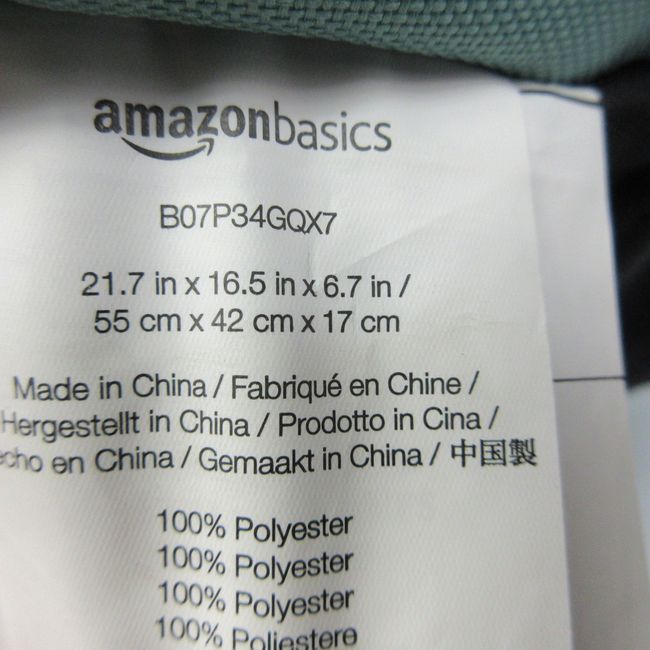 amazonbasics
B07P34GQX7
21.7 in x 16.5 in x 6.7 in /
55 cm x 42 cm x 17 cm
Made in China / Fabriqué en Chine /
Hergestellt in China / Prodotto in Cina /
en China / Gemaakt in China / 中国製
100% Polyester
100% Polyester
100% Polyester
100% Poliestere